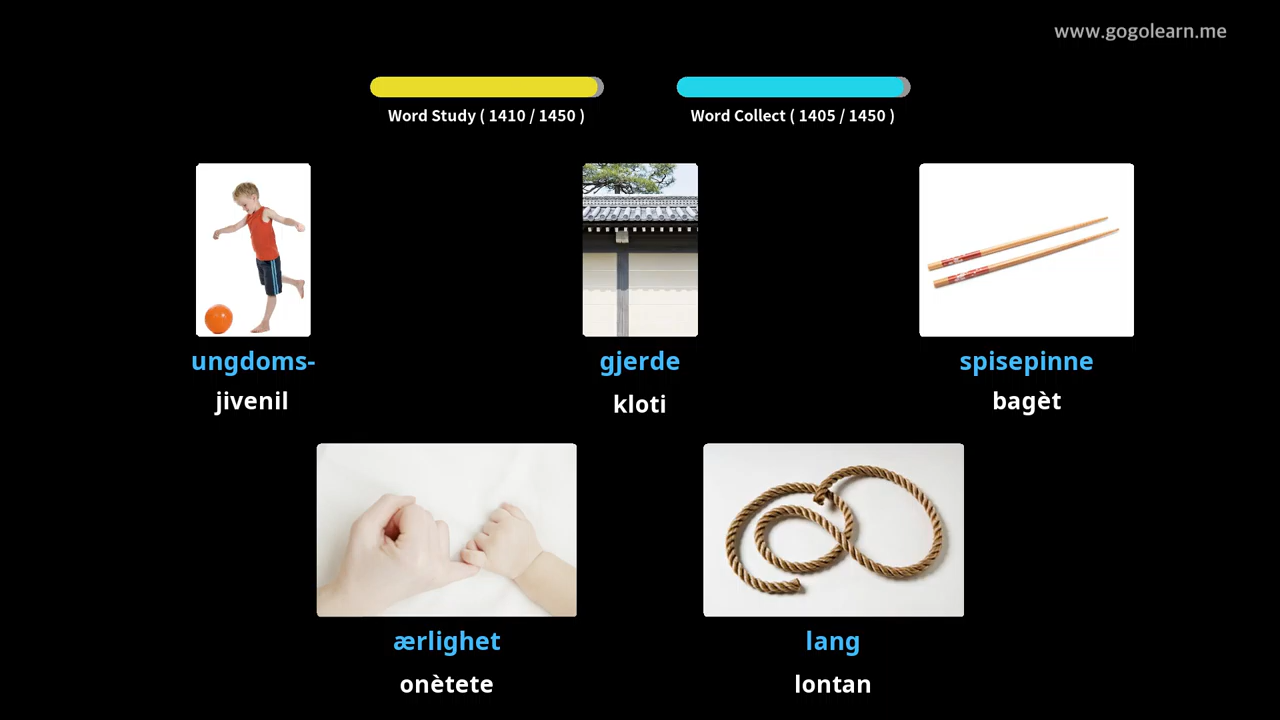 www.gogolearn.me
Word Study ( 1410 / 1450 )
Word Collect ( 1405 / 1450 )
ungdoms-
jivenil
gjerde
kloti
spisepinne
bagèt
ærlighet
onètete
lang
lontan